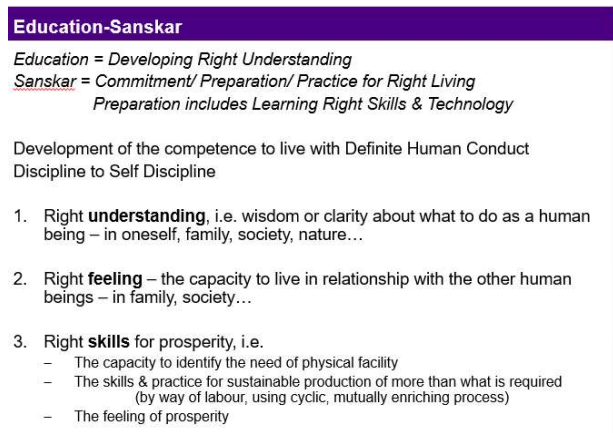 Education-Sanskar
Education = Developing Right Understanding
Sanskar = Commitment/ Preparation/ Practice for Right Living
Preparation includes Learning Right Skills & Technology
Development of the competence to live with Definite Human Conduct
Discipline to Self Discipline
1. Right understanding, i.e. wisdom or clarity about what to do as a human
being – in oneself, family, society, nature…
2. Right feeling – the capacity to live in relationship with the other human
beings – in family, society…
3. Right skills for prosperity, i.e.
– The capacity to identify the need of physical facility
– The skills & practice for sustainable production of more than what is required
(by way of labour, using cyclic, mutually enriching process)
– The feeling of prosperity